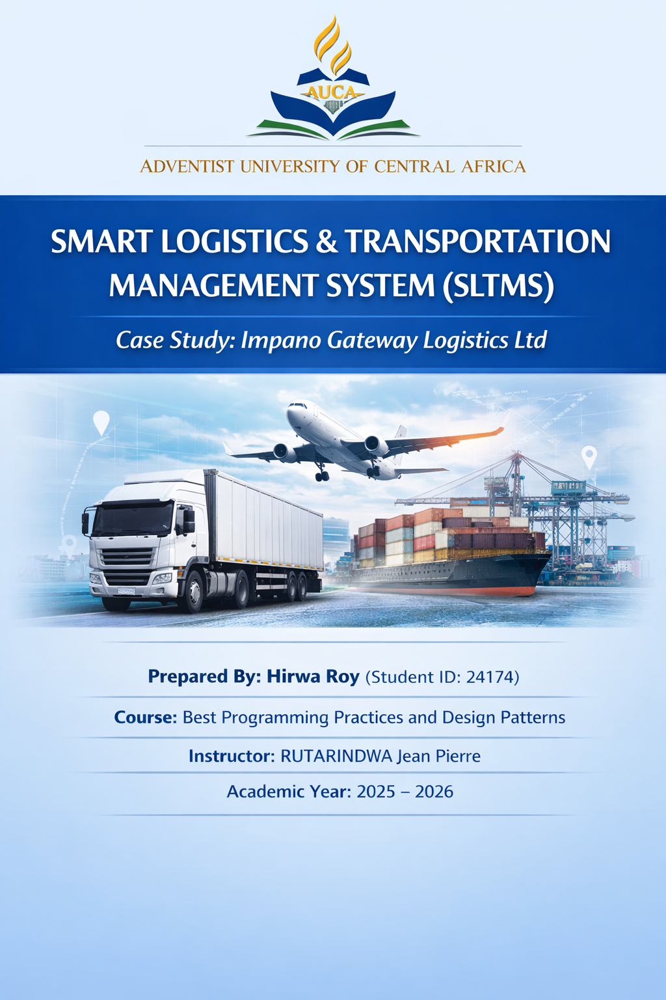 AUCA
ADVENTIST UNIVERSITY OF CENTRAL AFRICA
SMART LOGISTICS & TRANSPORTATION
MANAGEMENT SYSTEM (SLTMS)
Case Study: Impano Gateway Logistics Ltd
Prepared By: Hirwa Roy (Student ID: 24174)
Course: Best Programming Practices and Design Patterns
Instructor: RUTARINDWA Jean Pierre
Academic Year: 2025 – 2026